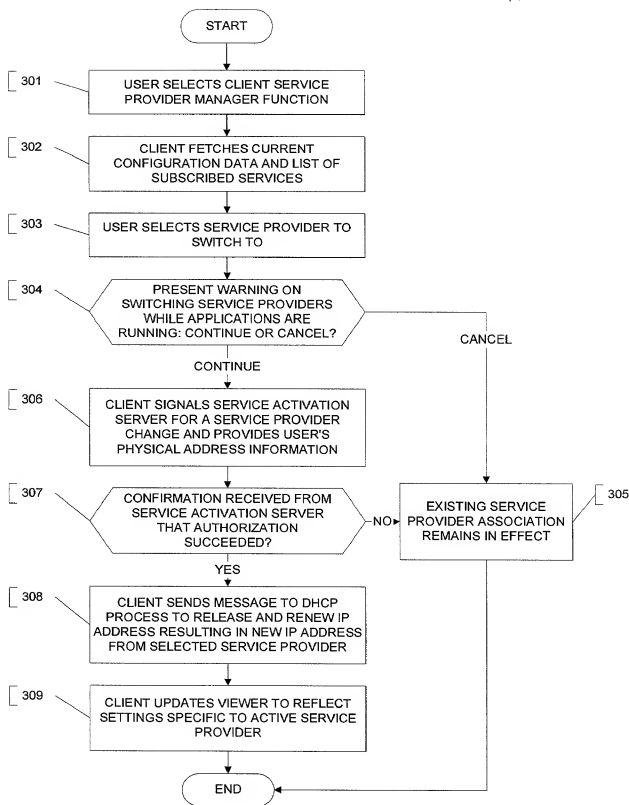 START
301
USER SELECTS CLIENT SERVICE
PROVIDER MANAGER FUNCTION
302
CLIENT FETCHES CURRENT
CONFIGURATION DATA AND LIST OF
SUBSCRIBED SERVICES
303
USER SELECTS SERVICE PROVIDER TO
SWITCH TO
304
PRESENT WARNING ON
SWITCHING SERVICE PROVIDERS
WHILE APPLICATIONS ARE
RUNNING: CONTINUE OR CANCEL?
CANCEL
CONTINUE
306
CLIENT SIGNALS SERVICE ACTIVATION
SERVER FOR A SERVICE PROVIDER
CHANGE AND PROVIDES USER'S
PHYSICAL ADDRESS INFORMATION
307
CONFIRMATION RECEIVED FROM
SERVICE ACTIVATION SERVER
THAT AUTHORIZATION
SUCCEEDED?
NO
EXISTING SERVICE
PROVIDER ASSOCIATION
REMAINS IN EFFECT
305
YES
308
CLIENT SENDS MESSAGE TO DHCP
PROCESS TO RELEASE AND RENEW IP
ADDRESS RESULTING IN NEW IP ADDRESS
FROM SELECTED SERVICE PROVIDER
309
CLIENT UPDATES VIEWER TO REFLECT
SETTINGS SPECIFIC TO ACTIVE SERVICE
PROVIDER
END